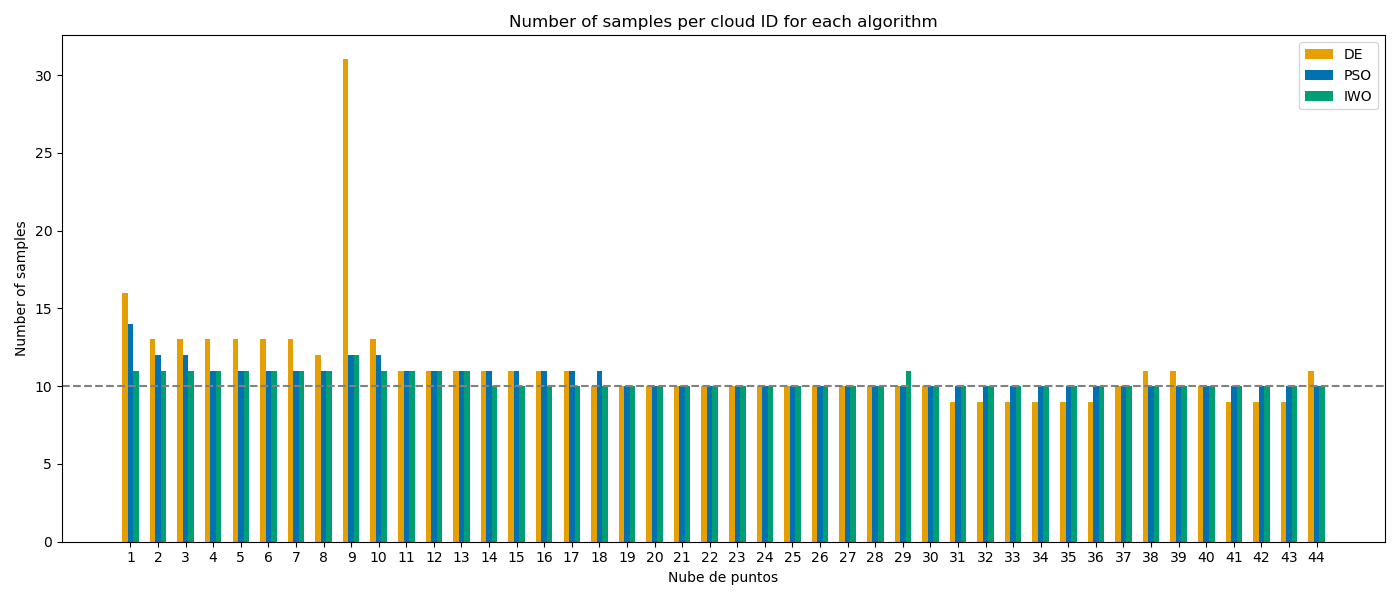 Number of samples per cloud ID for each algorithm
DE
PSO
IWO
Number of samples
30
25
20
15
10
5
0
1 2 3 4 5 6 7 8 9 10 11 12 13 14 15 16 17 18 19 20 21 22 23 24 25 26 27 28 29 30 31 32 33 34 35 36 37 38 39 40 41 42 43 44
Nube de puntos